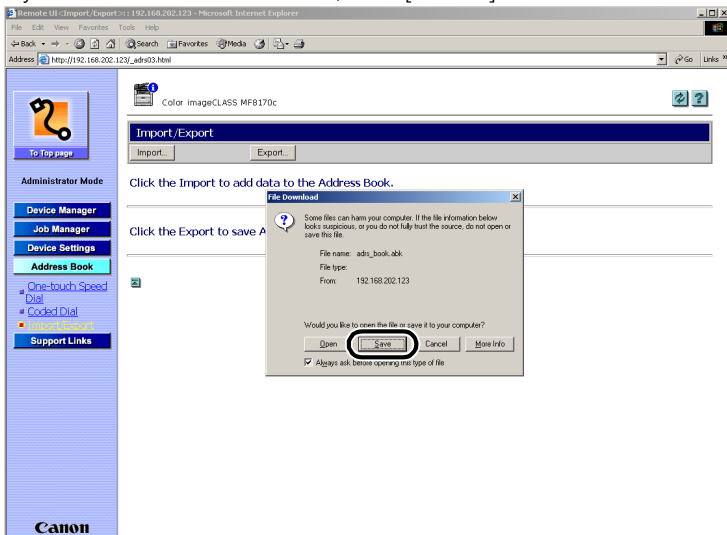 Remote UI <Import/Export> : 192.168.202.123 - Microsoft Internet Explorer
File Edit View Favorites Tools Help
Back Search Favorites Media
Address http://192.168.202.123/_adrs03.html Go Links »
Color imageCLASS MF8170c
To Top page
Import/Export
Import... Export...
Administrator Mode
Click the Import to add data to the Address Book.
Device Manager
Job Manager
Device Settings
Address Book
One-touch Speed
Dial
Coded Dial
Import/Export
Support Links
Click the Export to save A
File Download
Some files can harm your computer. If the file information below
looks suspicious, or you do not fully trust the source, do not open or
save this file.
File name: adrs_book.abk
File type:
From: 192.168.202.123
Would you like to open the file or save it to your computer?
Open Save Cancel More Info
Always ask before opening this type of file
Canon